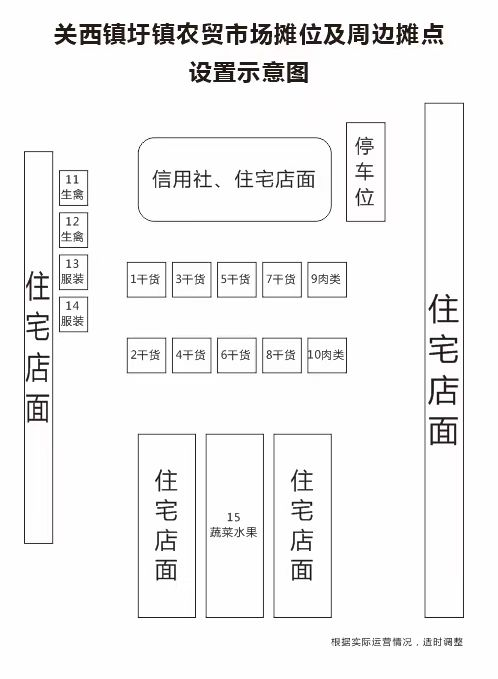 关西镇圩镇农贸市场摊位及周边摊点
设置示意图
信用社、住宅店面
停车位
住宅店面
11
生禽
12
生禽
13
服装
14
服装
1干货
3干货
5干货
7干货
9肉类
2干货
4干货
6干货
8干货
10肉类
住宅店面
住宅店面
15
蔬菜水果
住宅店面
根据实际运营情况，适时调整